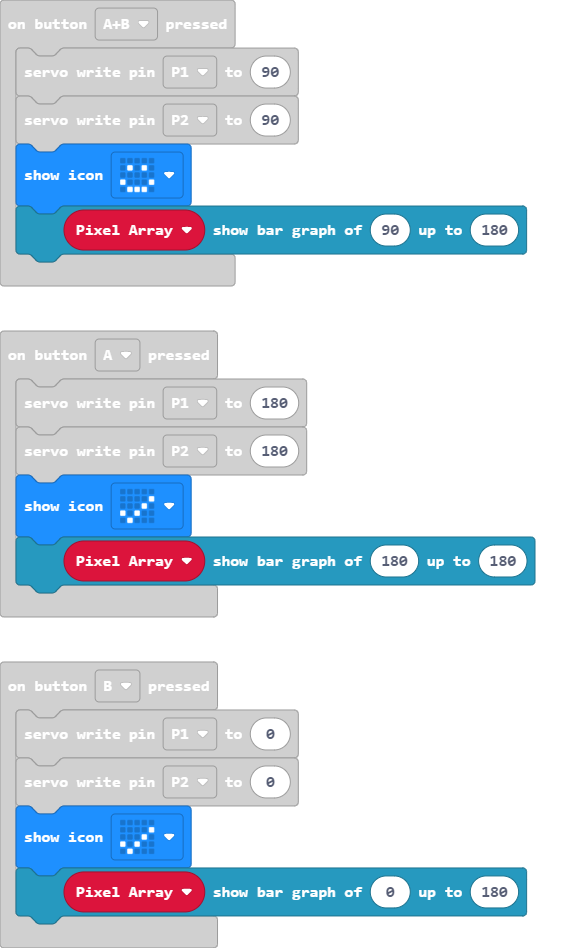 on button A+B pressed
servo write pin P1 to 90
servo write pin P2 to 90
show icon
Pixel Array show bar graph of 90 up to 180
on button A pressed
servo write pin P1 to 180
servo write pin P2 to 180
show icon
Pixel Array show bar graph of 180 up to 180
on button B pressed
servo write pin P1 to 0
servo write pin P2 to 0
show icon
Pixel Array show bar graph of 0 up to 180